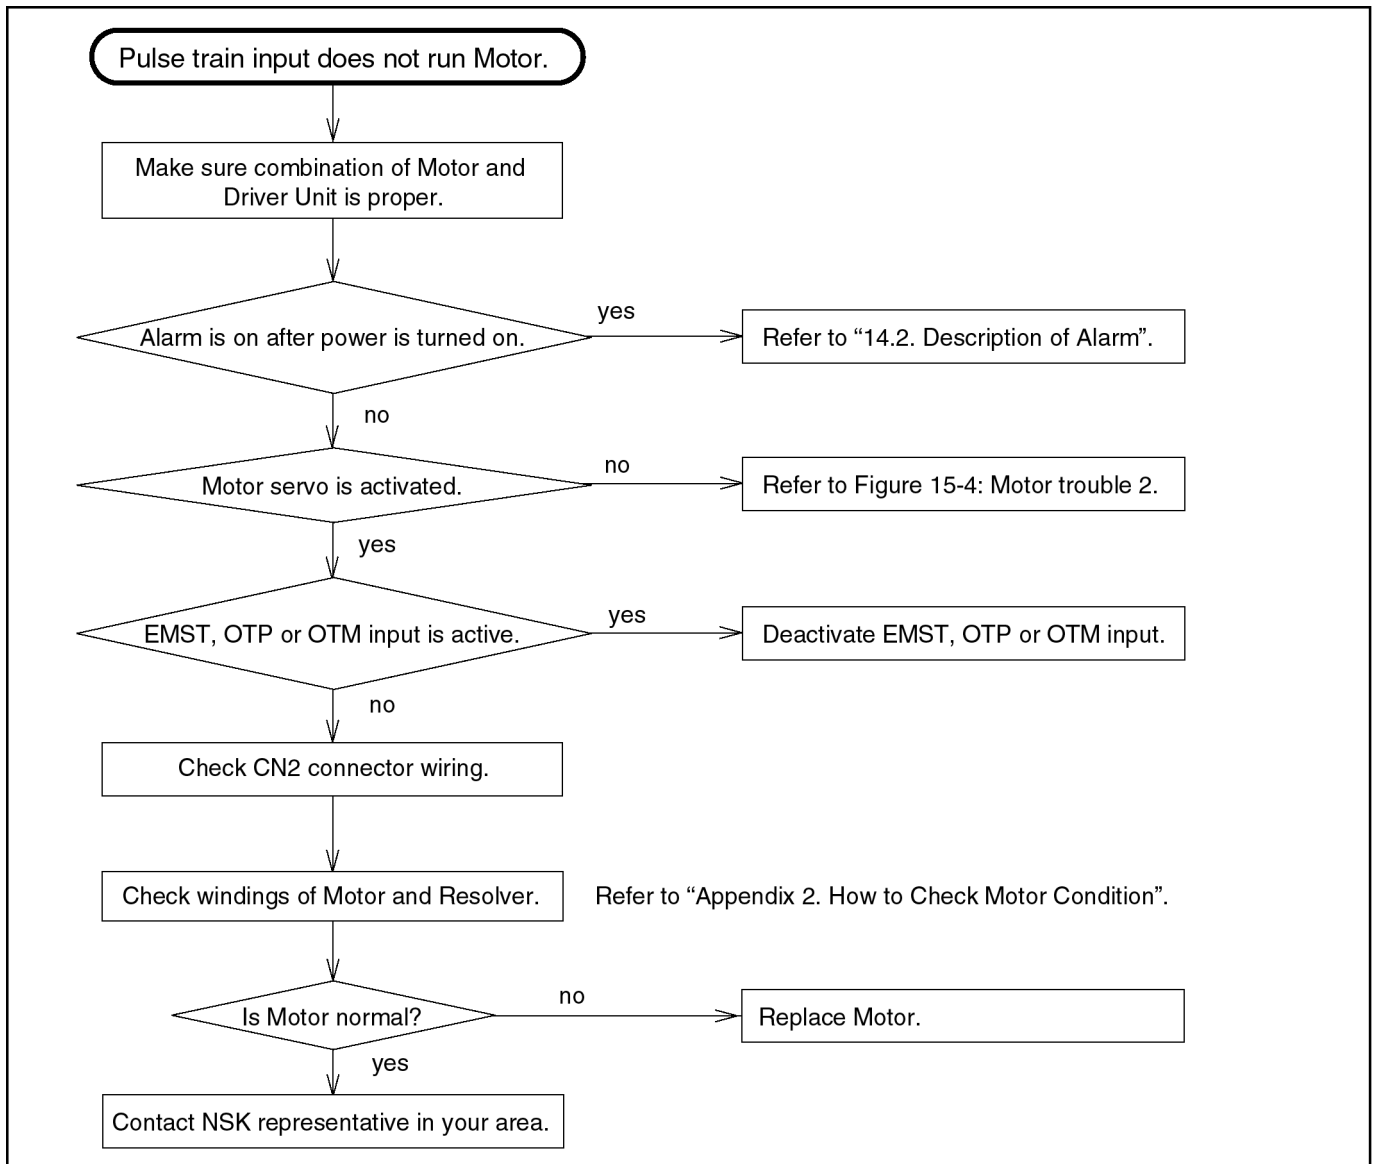 Pulse train input does not run Motor.
Make sure combination of Motor and
Driver Unit is proper.
Alarm is on after power is turned on.
yes
Refer to “14.2. Description of Alarm”.
no
Motor servo is activated.
no
Refer to Figure 15-4: Motor trouble 2.
yes
EMST, OTP or OTM input is active.
yes
Deactivate EMST, OTP or OTM input.
no
Check CN2 connector wiring.
Check windings of Motor and Resolver.
Refer to “Appendix 2. How to Check Motor Condition”.
Is Motor normal?
no
Replace Motor.
yes
Contact NSK representative in your area.